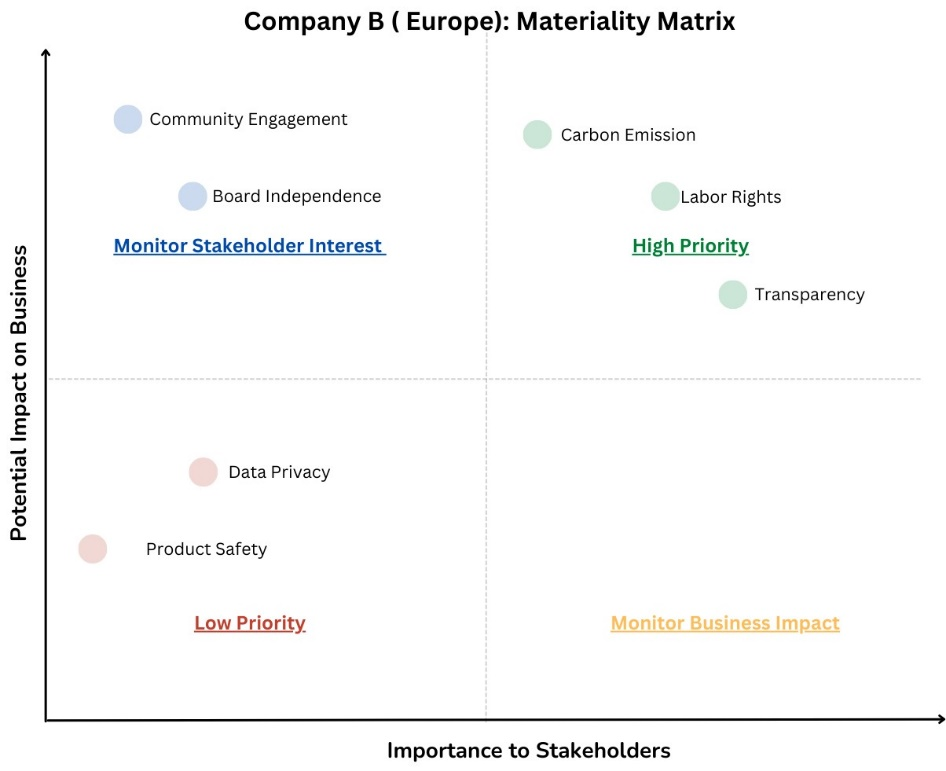 Company B ( Europe): Materiality Matrix
Community Engagement
Carbon Emission
Board Independence
Labor Rights
Monitor Stakeholder Interest
High Priority
Transparency
Potential Impact on Business
Data Privacy
Product Safety
Low Priority
Monitor Business Impact
Importance to Stakeholders